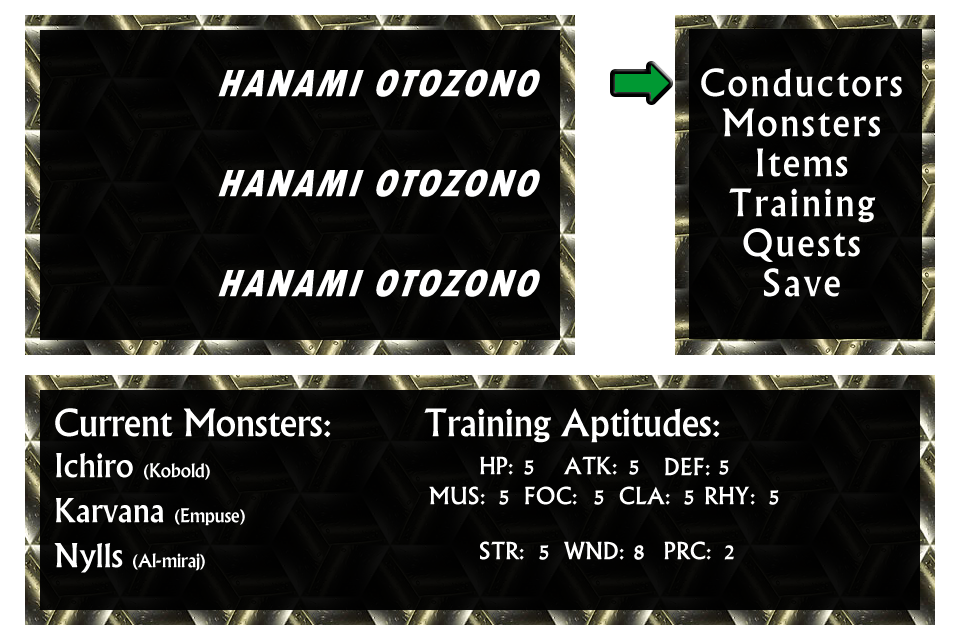 HANAMI OTOZONO
HANAMI OTOZONO
HANAMI OTOZONO
Conductors
Monsters
Items
Training
Quests
Save
Current Monsters:
Ichiro (Kobold)
Karvana (Empuse)
Nylls (Al-miraj)
Training Aptitudes:
HP: 5 ATK: 5 DEF: 5
MUS: 5 FOC: 5 CLA: 5 RHY: 5
STR: 5 WND: 8 PRC: 2